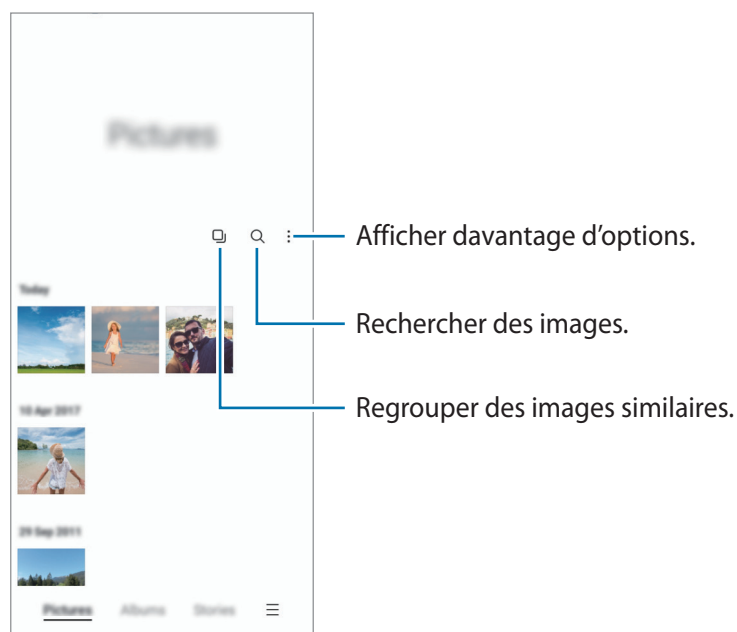 Pictures
Afficher davantage d'options.
Today
Rechercher des images.
Regrouper des images similaires.
10 Apr 2017
29 Sep 2011
Pictures Albums Stories